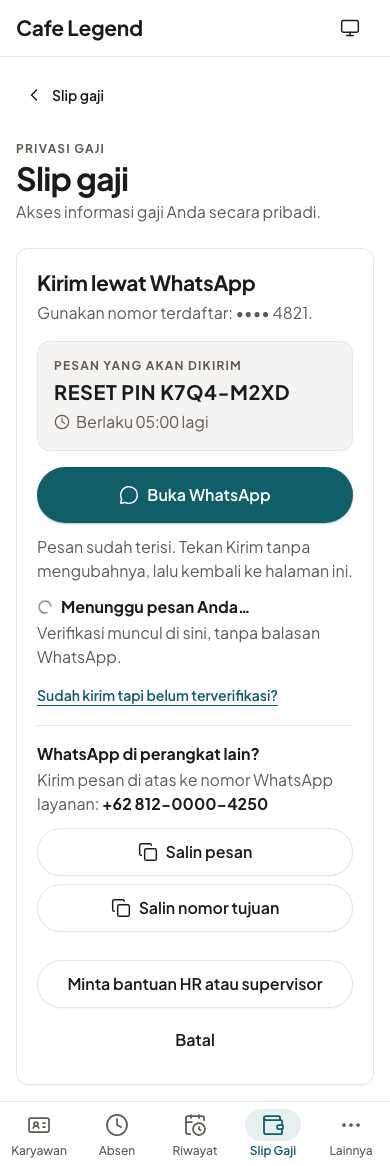 Cafe Legend
Slip gaji
PRIVASI GAJI
Slip gaji
Akses informasi gaji Anda secara pribadi.
Kirim lewat WhatsApp
Gunakan nomor terdaftar: •••• 4821.
PESAN YANG AKAN DIKIRIM
RESET PIN K7Q4-M2XD
Berlaku 05:00 lagi
Buka WhatsApp
Pesan sudah terisi. Tekan Kirim tanpa
mengubahnya, lalu kembali ke halaman ini.
Menunggu pesan Anda…
Verifikasi muncul di sini, tanpa balasan
WhatsApp.
Sudah kirim tapi belum terverifikasi?
WhatsApp di perangkat lain?
Kirim pesan di atas ke nomor WhatsApp
layanan: +62 812-0000-4250
Salin pesan
Salin nomor tujuan
Minta bantuan HR atau supervisor
Batal
Karyawan Absen Riwayat Slip Gaji Lainnya